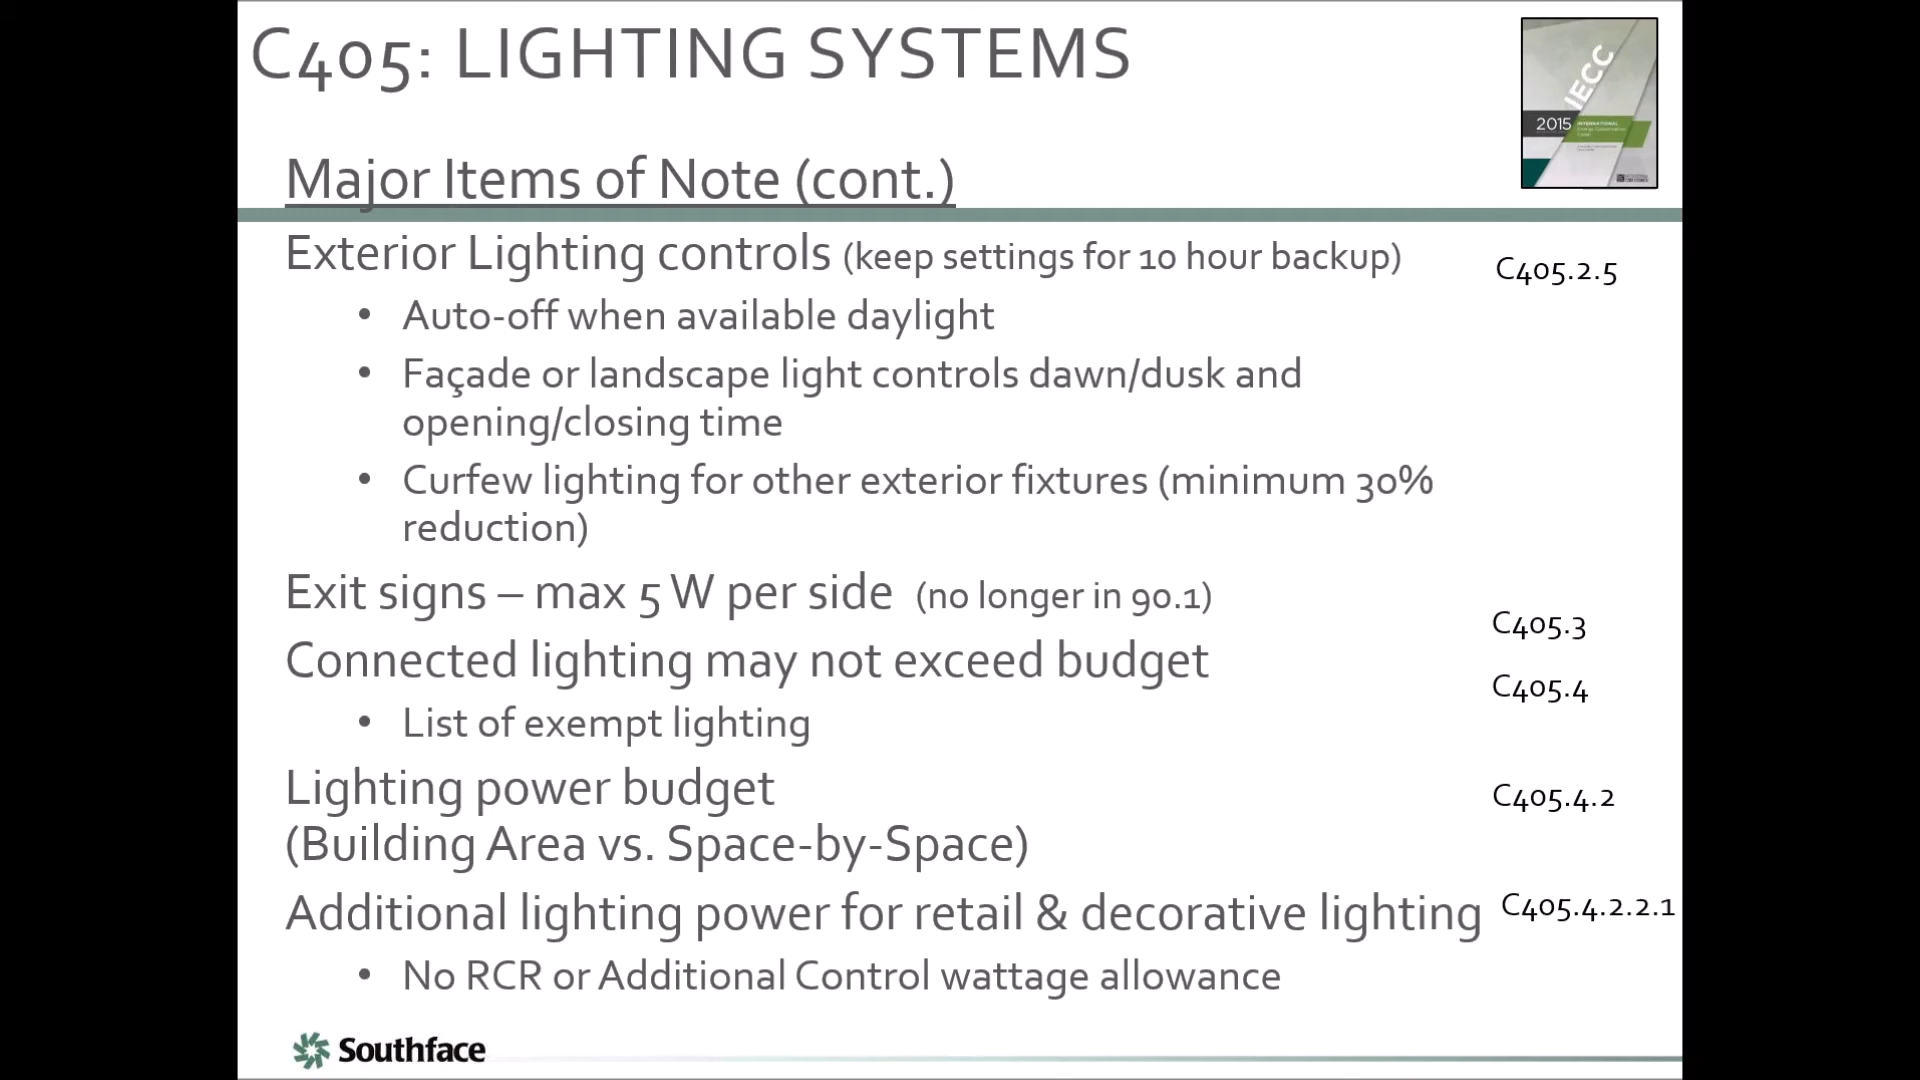 C405: LIGHTING SYSTEMS
IECC
2015
INTERNATIONAL
Major Items of Note (cont.)
Exterior Lighting controls (keep settings for 10 hour backup)
C405.2.5
• Auto-off when available daylight
• Façade or landscape light controls dawn/dusk and
opening/closing time
• Curfew lighting for other exterior fixtures (minimum 30%
reduction)
Exit signs – max 5 W per side (no longer in 90.1)
C405.3
Connected lighting may not exceed budget
C405.4
• List of exempt lighting
Lighting power budget
C405.4.2
(Building Area vs. Space-by-Space)
Additional lighting power for retail & decorative lighting
C405.4.2.2.1
• No RCR or Additional Control wattage allowance
Southface